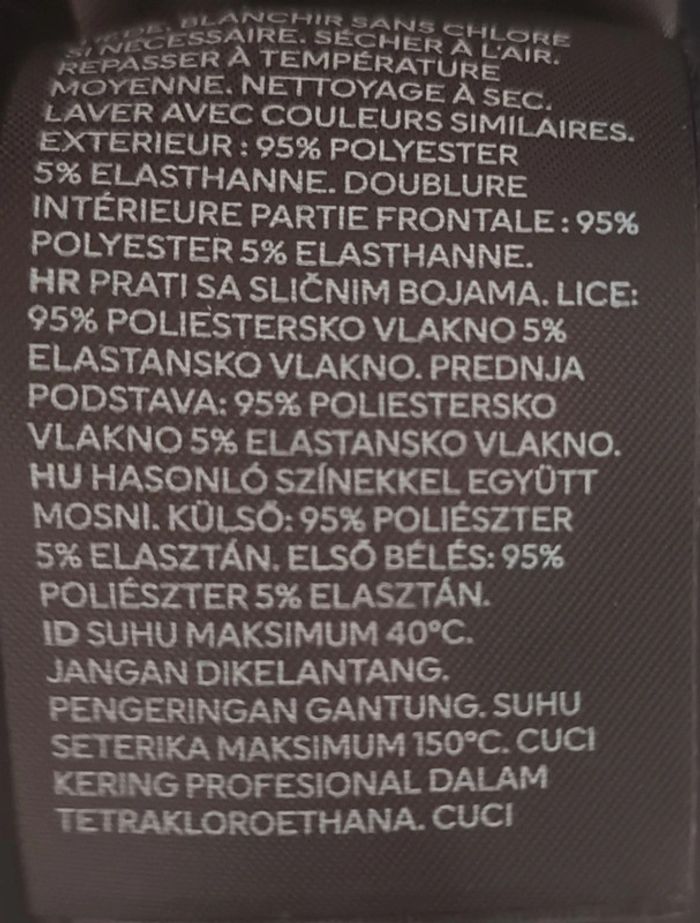 BLANCHIR SANS CHLORE
SI NÉCESSAIRE. SÉCHER À L'AIR.
REPASSER À TEMPÉRATURE
MOYENNE. NETTOYAGE À SEC.
LAVER AVEC COULEURS SIMILAIRES.
EXTERIEUR : 95% POLYESTER
5% ELASTHANNE. DOUBLURE
INTÉRIEURE PARTIE FRONTALE : 95%
POLYESTER 5% ELASTHANNE.
HR PRATI SA SLIČNIM BOJAMA. LICE:
95% POLIESTERSKO VLAKNO 5%
ELASTANSKO VLAKNO. PREDNJA
PODSTAVA: 95% POLIESTERSKO
VLAKNO 5% ELASTANSKO VLAKNO.
HU HASONLÓ SZÍNEKKEL EGYÜTT
MOSNI. KÜLSŐ: 95% POLIÉSZTER
5% ELASZTÁN. ELSŐ BÉLÉS: 95%
POLIÉSZTER 5% ELASZTÁN.
ID SUHU MAKSIMUM 40°C.
JANGAN DIKELANTANG.
PENGERINGAN GANTUNG. SUHU
SETERIKA MAKSIMUM 150°C. CUCI
KERING PROFESIONAL DALAM
TETRAKLOROETHANA. CUCI